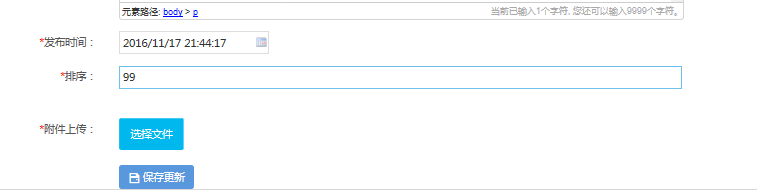 元素路径: body > p 当前已输入1个字符, 您还可以输入9999个字符。
*发布时间： 2016/11/17 21:44:17
*排序： 99
*附件上传： 选择文件
保存更新